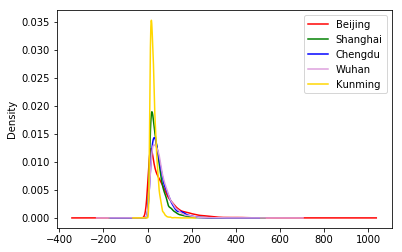 Beijing
Shanghai
Chengdu
Wuhan
Kunming
Density
0.035
0.030
0.025
0.020
0.015
0.010
0.005
0.000
−400
−200
0
200
400
600
800
1000